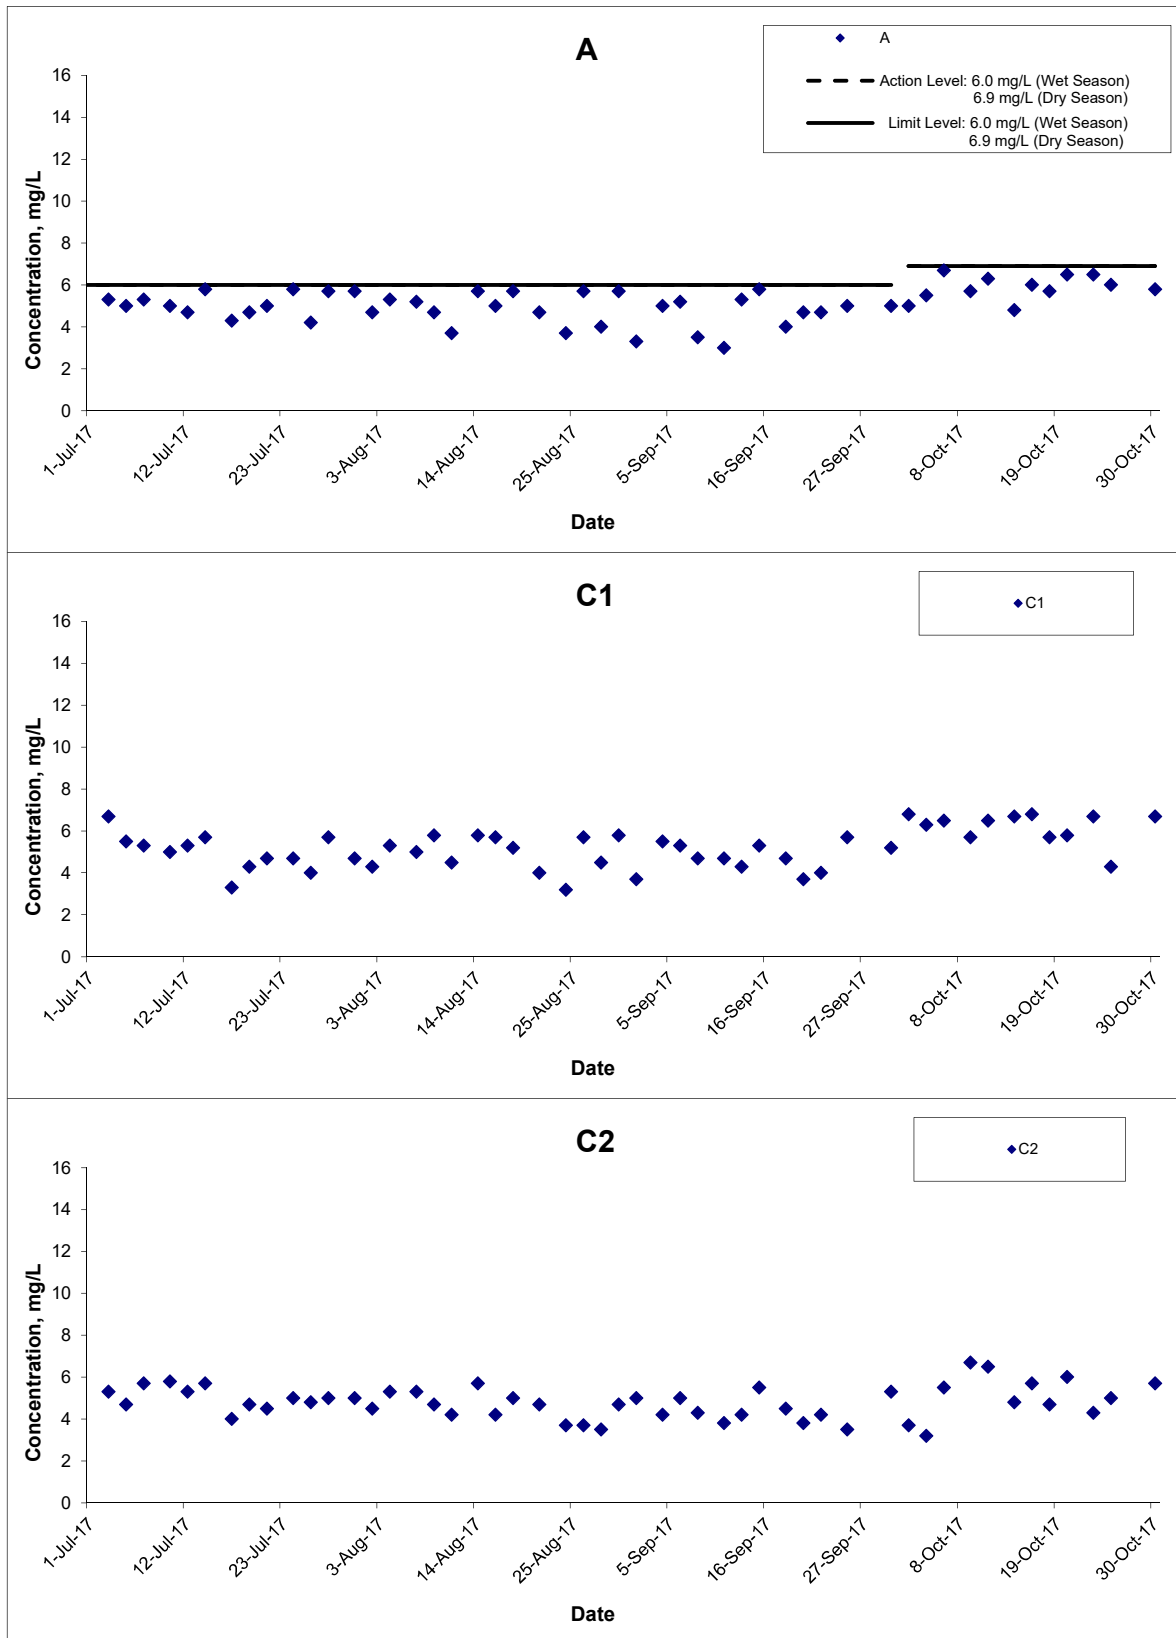 A
A
Action Level: 6.0 mg/L (Wet Season)
6.9 mg/L (Dry Season)
Limit Level: 6.0 mg/L (Wet Season)
6.9 mg/L (Dry Season)
Concentration, mg/L
16
14
12
10
8
6
4
2
0
1-Jul-17
12-Jul-17
23-Jul-17
3-Aug-17
14-Aug-17
25-Aug-17
5-Sep-17
16-Sep-17
27-Sep-17
8-Oct-17
19-Oct-17
30-Oct-17
Date
C1
C1
Concentration, mg/L
16
14
12
10
8
6
4
2
0
1-Jul-17
12-Jul-17
23-Jul-17
3-Aug-17
14-Aug-17
25-Aug-17
5-Sep-17
16-Sep-17
27-Sep-17
8-Oct-17
19-Oct-17
30-Oct-17
Date
C2
C2
Concentration, mg/L
16
14
12
10
8
6
4
2
0
1-Jul-17
12-Jul-17
23-Jul-17
3-Aug-17
14-Aug-17
25-Aug-17
5-Sep-17
16-Sep-17
27-Sep-17
8-Oct-17
19-Oct-17
30-Oct-17
Date